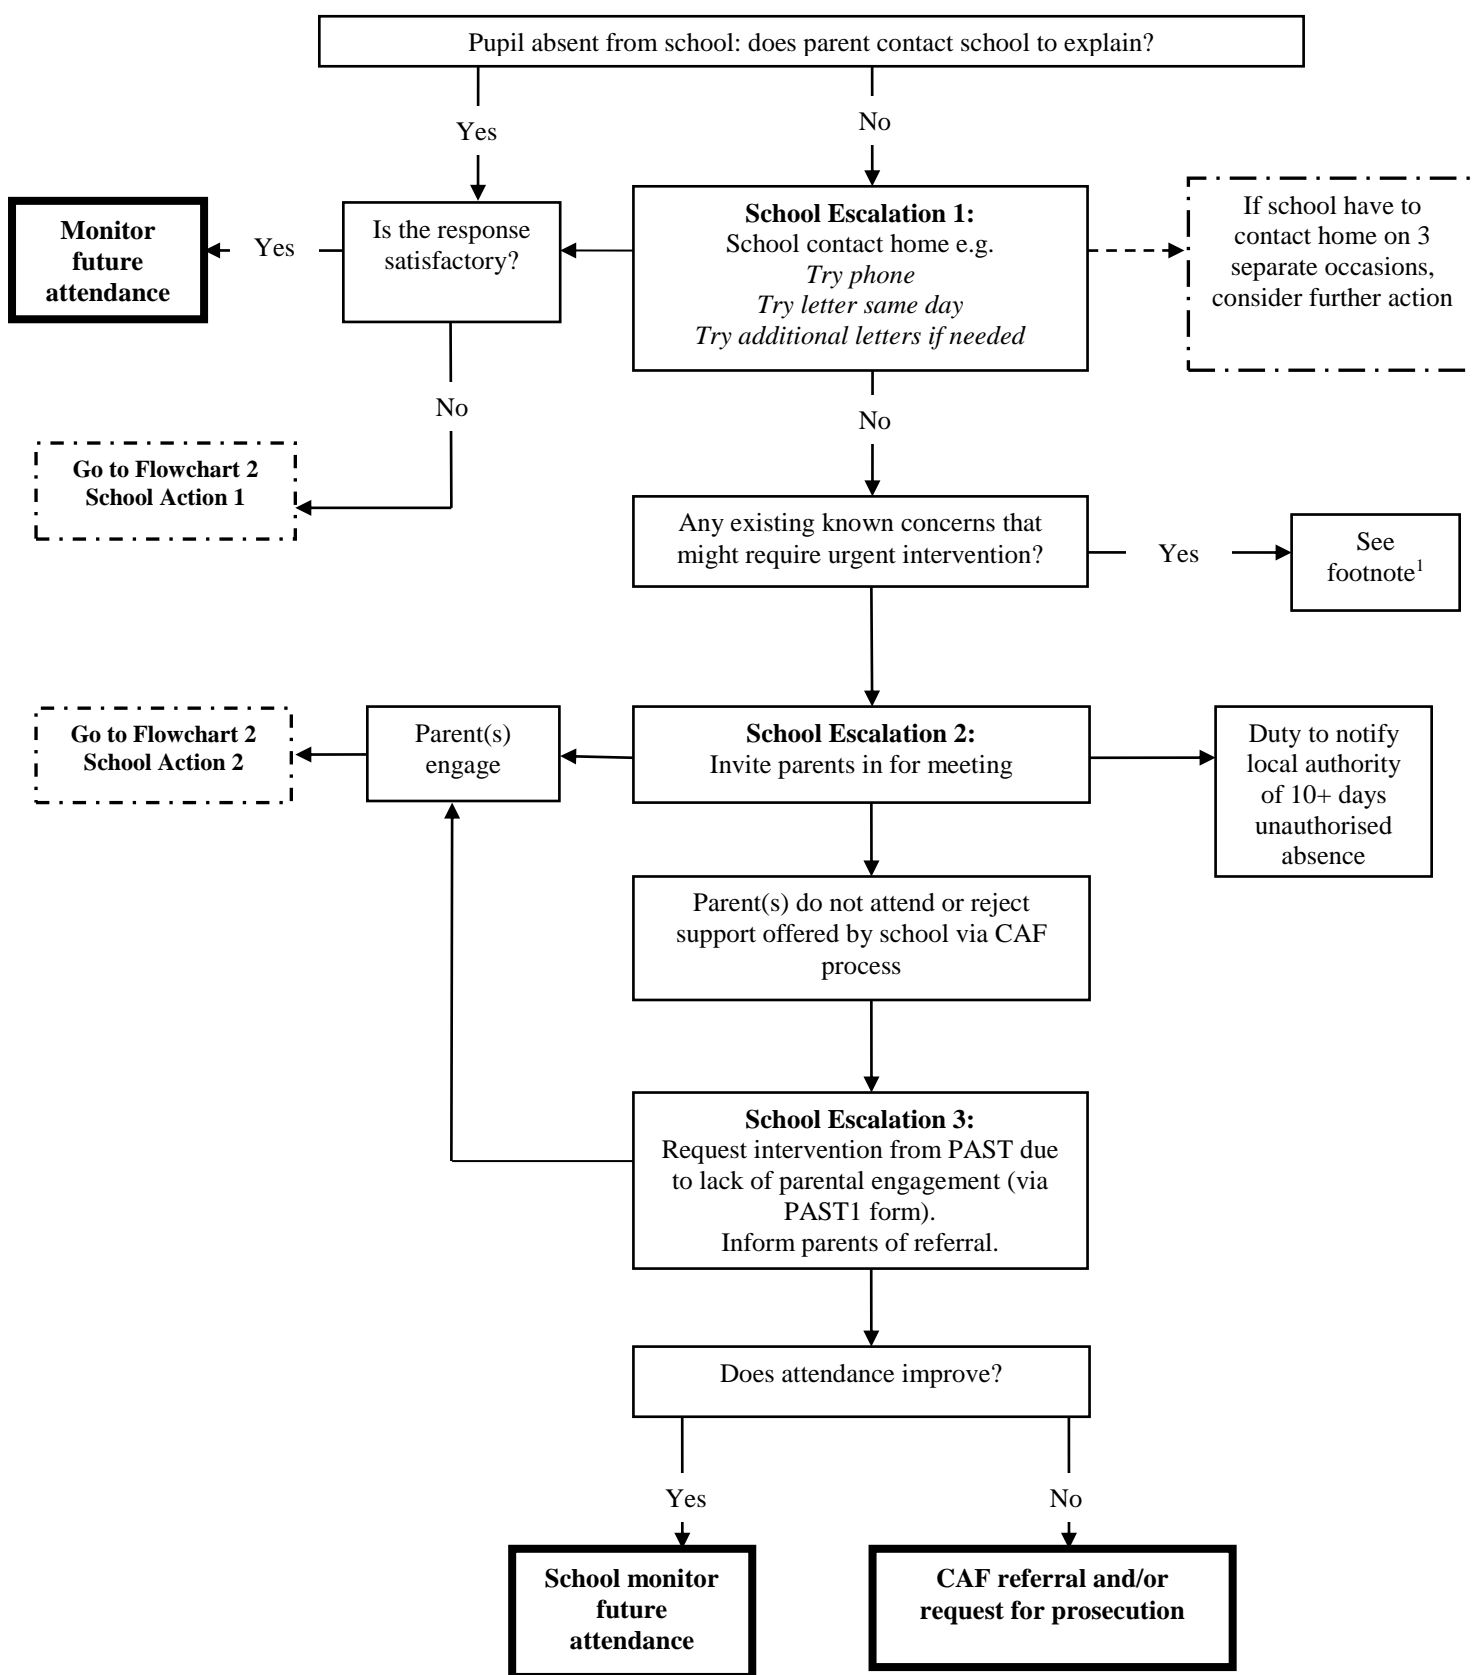 Pupil absent from school: does parent contact school to explain?
Yes
No
Monitor
future
attendance
Yes
Is the response
satisfactory?
School Escalation 1:
School contact home e.g.
Try phone
Try letter same day
Try additional letters if needed
If school have to
contact home on 3
separate occasions,
consider further action
No
No
Go to Flowchart 2
School Action 1
Any existing known concerns that
might require urgent intervention?
Yes
See
footnote¹
Go to Flowchart 2
School Action 2
Parent(s)
engage
School Escalation 2:
Invite parents in for meeting
Duty to notify
local authority
of 10+ days
unauthorised
absence
Parent(s) do not attend or reject
support offered by school via CAF
process
School Escalation 3:
Request intervention from PAST due
to lack of parental engagement (via
PAST1 form).
Inform parents of referral.
Does attendance improve?
Yes
No
School monitor
future
attendance
CAF referral and/or
request for prosecution